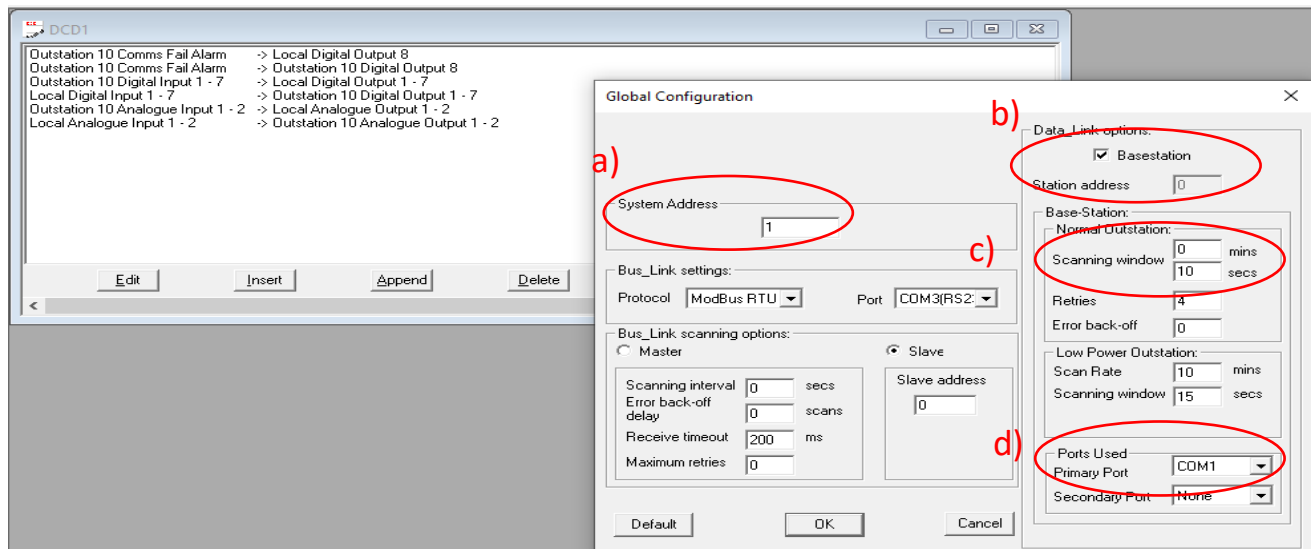 DCD1
Outstation 10 Comms Fail Alarm -> Local Digital Output 8
Outstation 10 Comms Fail Alarm -> Outstation 10 Digital Output 8
Outstation 10 Digital Input 1 - 7 -> Local Digital Output 1 - 7
Local Digital Input 1 - 7 -> Outstation 10 Digital Output 1 - 7
Outstation 10 Analogue Input 1 - 2 -> Local Analogue Output 1 - 2
Local Analogue Input 1 - 2 -> Outstation 10 Analogue Output 1 - 2
Edit Insert Append Delete
Global Configuration
a)
System Address
1
Bus_Link settings:
Protocol ModBus RTU Port COM3(RS2:
Bus_Link scanning options:
Master Slave
Scanning interval 0 secs
Error back-off delay 0 scans
Receive timeout 200 ms
Maximum retries 0
Slave address
0
Default OK Cancel
b)
Data_Link options:
Basestation
Station address 0
Base-Station:
Normal Outstation:
c)
Scanning window 0 mins
10 secs
Retries 4
Error back-off 0
Low Power Outstation:
Scan Rate 10 mins
Scanning window 15 secs
d)
Ports Used
Primary Port COM1
Secondary Port None